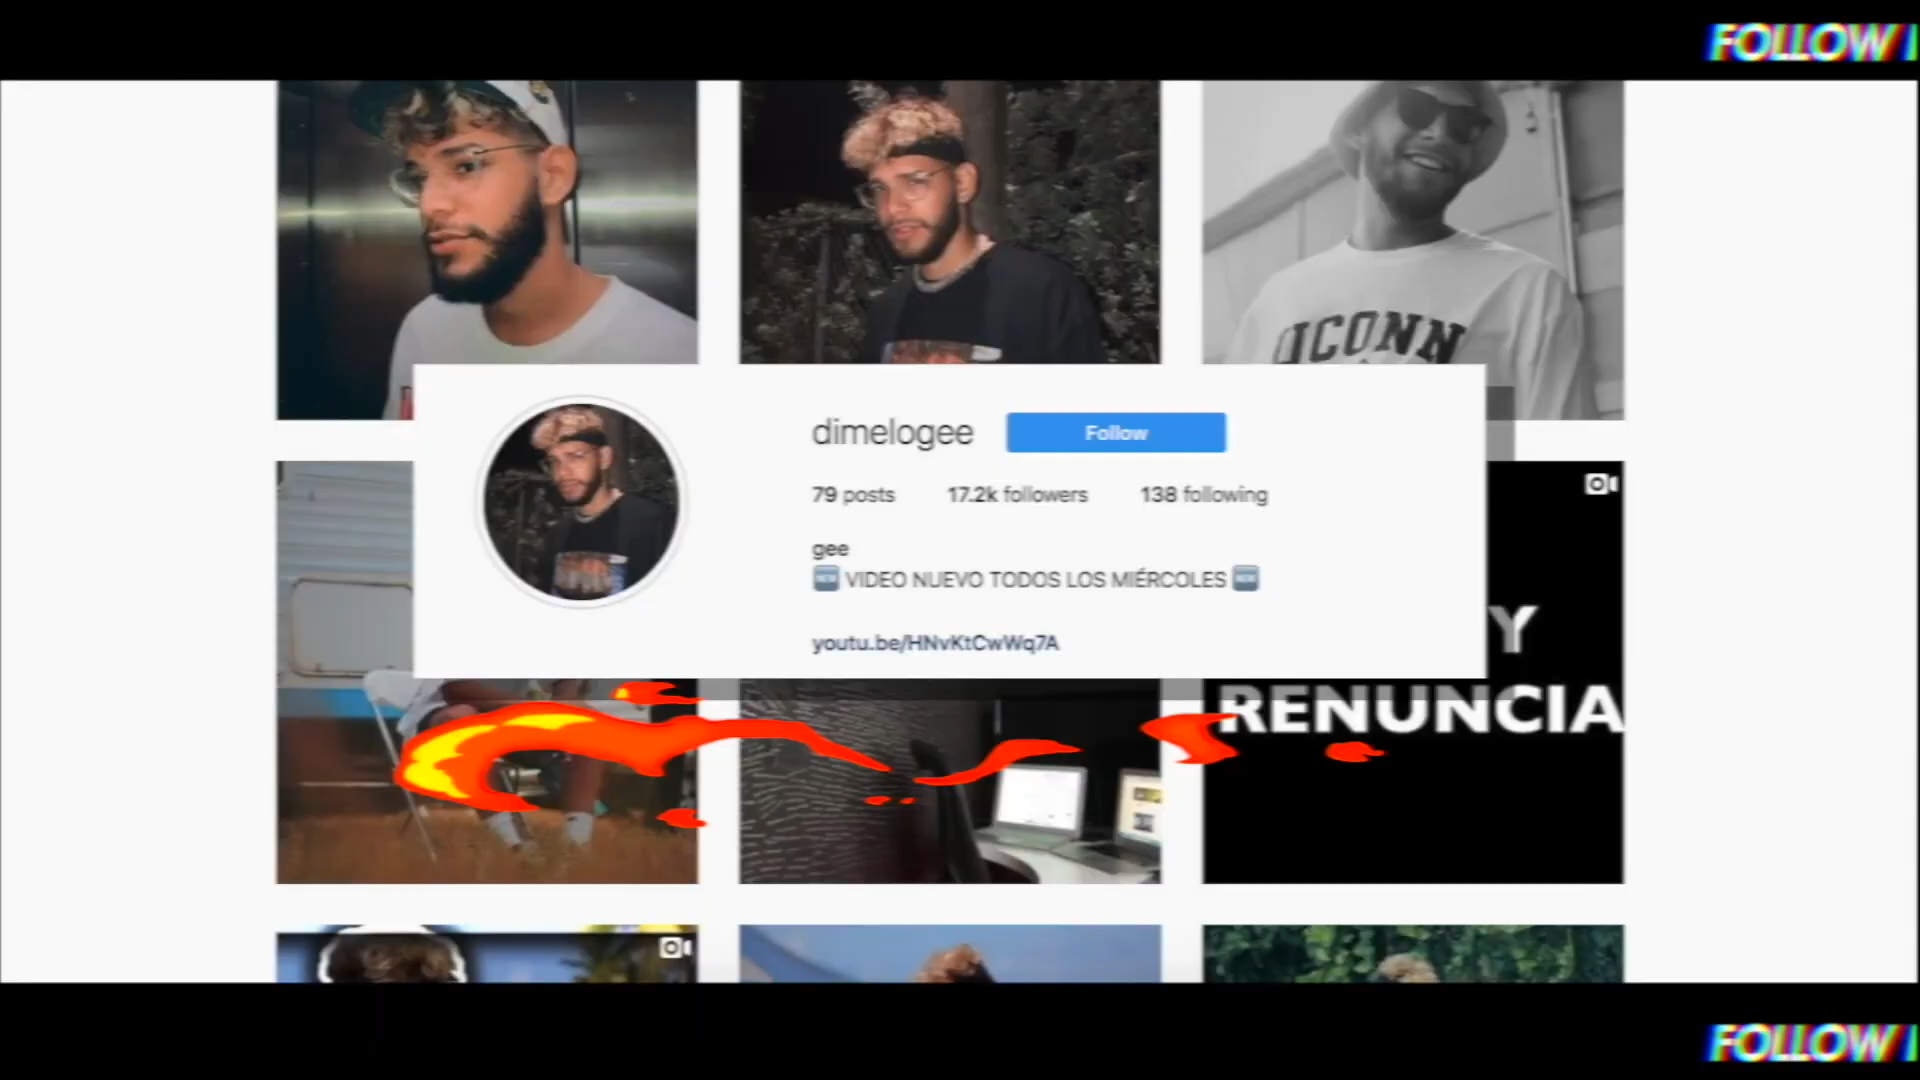 FOLLOW
UCONN
dimelogee
Follow
79 posts 17.2k followers 138 following
gee
🆕 VIDEO NUEVO TODOS LOS MIÉRCOLES 🆕
youtu.be/HNvKtCwWq7A
Y
RENUNCIA
FOLLOW